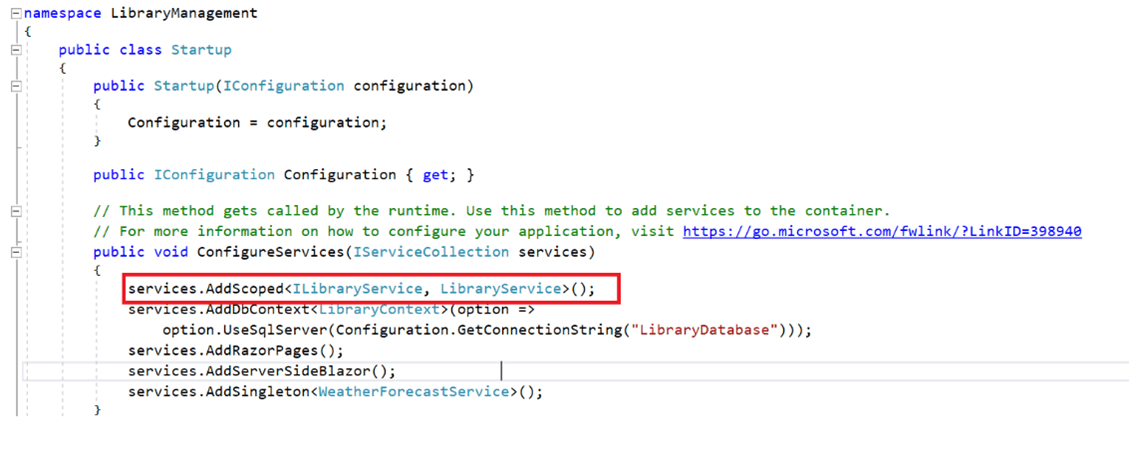 namespace LibraryManagement
{
public class Startup
{
public Startup(IConfiguration configuration)
{
Configuration = configuration;
}
public IConfiguration Configuration { get; }
// This method gets called by the runtime. Use this method to add services to the container.
// For more information on how to configure your application, visit https://go.microsoft.com/fwlink/?LinkID=398940
public void ConfigureServices(IServiceCollection services)
{
services.AddScoped<ILibraryService, LibraryService>();
services.AddDbContext<LibraryContext>(option =>
option.UseSqlServer(Configuration.GetConnectionString("LibraryDatabase")));
services.AddRazorPages();
services.AddServerSideBlazor();
services.AddSingleton<WeatherForecastService>();
}